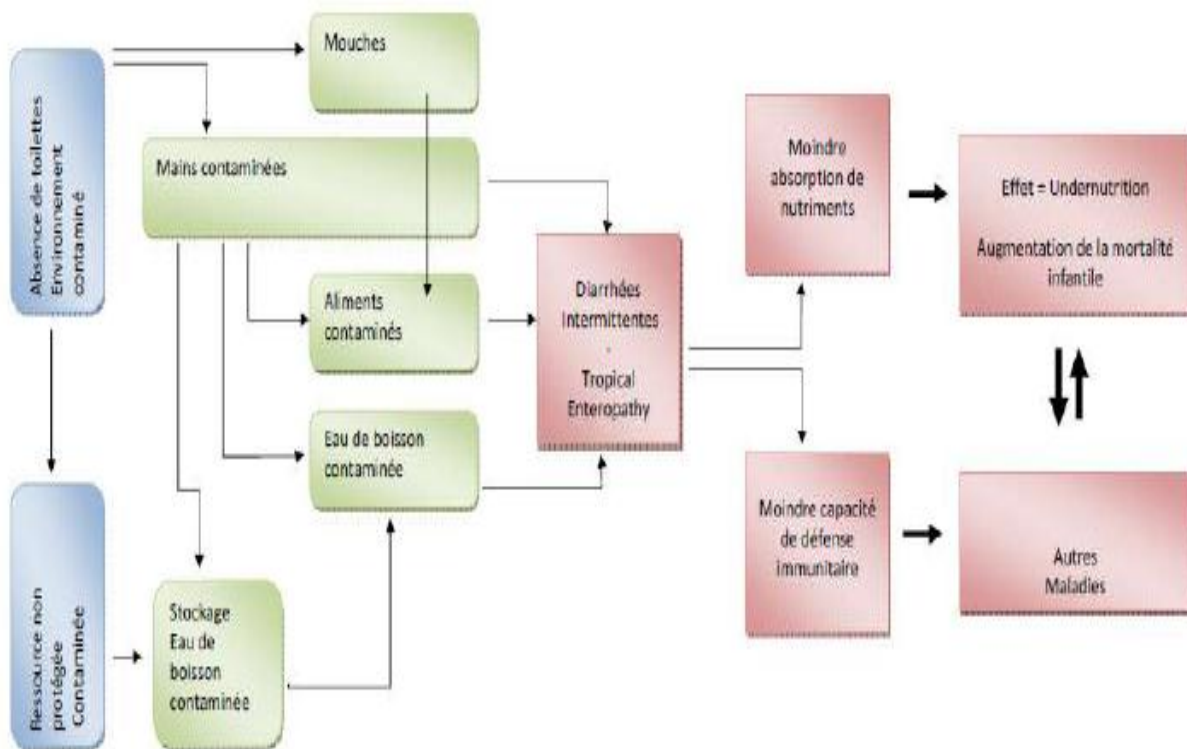 Absence de toilettes
Environnement
contaminé
Mouches
Mains contaminées
Aliments
contaminés
Eau de boisson
contaminée
Ressource non
protégée
Contaminée
Stockage
Eau de
boisson
contaminée
Diarrhées
Intermittentes
-
Tropical
Enteropathy
Moindre
absorption de
nutriments
Effet = Undernutrition
Augmentation de la mortalité
infantile
Moindre capacité
de défense
immunitaire
Autres
Maladies